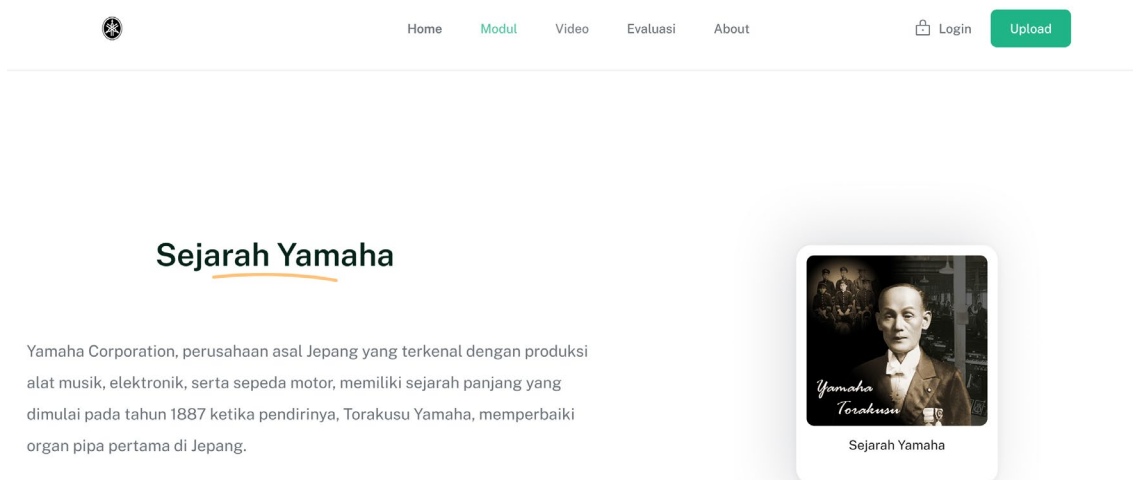 Home
Modul
Video
Evaluasi
About
Login
Upload
Sejarah Yamaha
Yamaha Corporation, perusahaan asal Jepang yang terkenal dengan produksi
alat musik, elektronik, serta sepeda motor, memiliki sejarah panjang yang
dimulai pada tahun 1887 ketika pendirinya, Torakusu Yamaha, memperbaiki
organ pipa pertama di Jepang.
Yamaha
Torakusu
Sejarah Yamaha